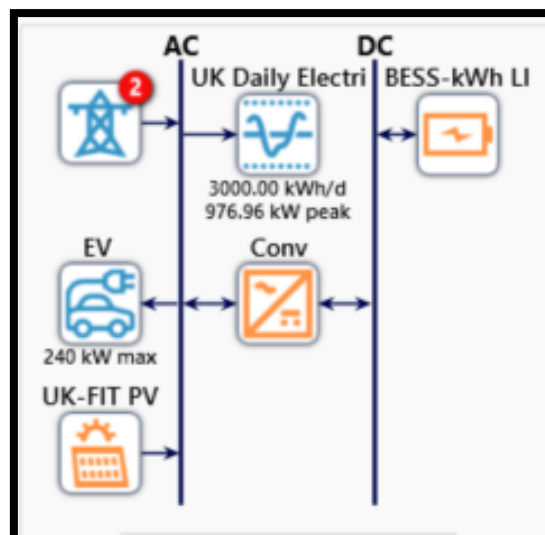 AC
DC
2
UK Daily Electri
BESS-kWh LI
3000.00 kWh/d
976.96 kW peak
EV
Conv
240 kW max
UK-FIT PV